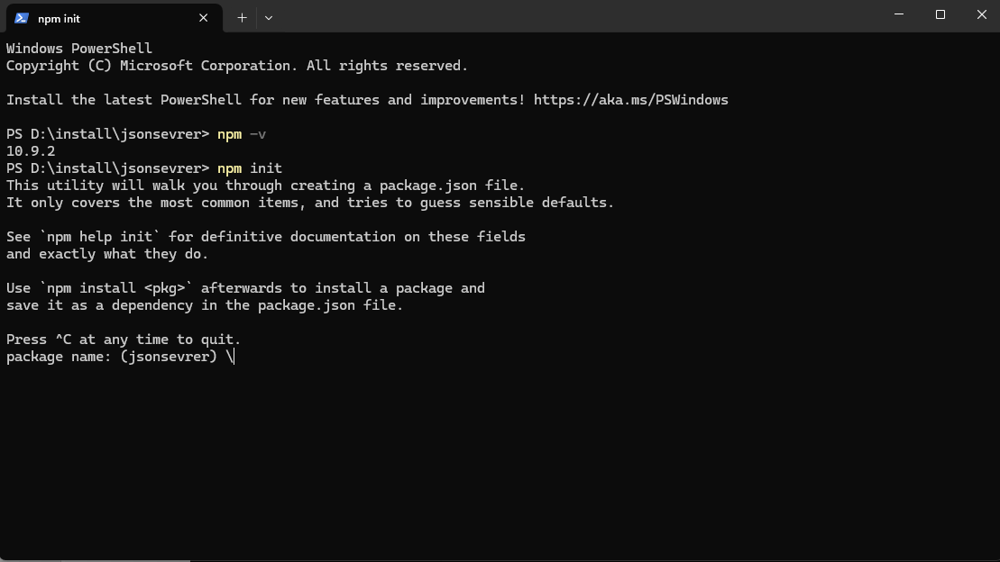 npm init
Windows PowerShell
Copyright (C) Microsoft Corporation. All rights reserved.
Install the latest PowerShell for new features and improvements! https://aka.ms/PSWindows
PS D:\install\jsonsevrer> npm -v
10.9.2
PS D:\install\jsonsevrer> npm init
This utility will walk you through creating a package.json file.
It only covers the most common items, and tries to guess sensible defaults.
See `npm help init` for definitive documentation on these fields
and exactly what they do.
Use `npm install <pkg>` afterwards to install a package and
save it as a dependency in the package.json file.
Press ^C at any time to quit.
package name: (jsonsevrer) \